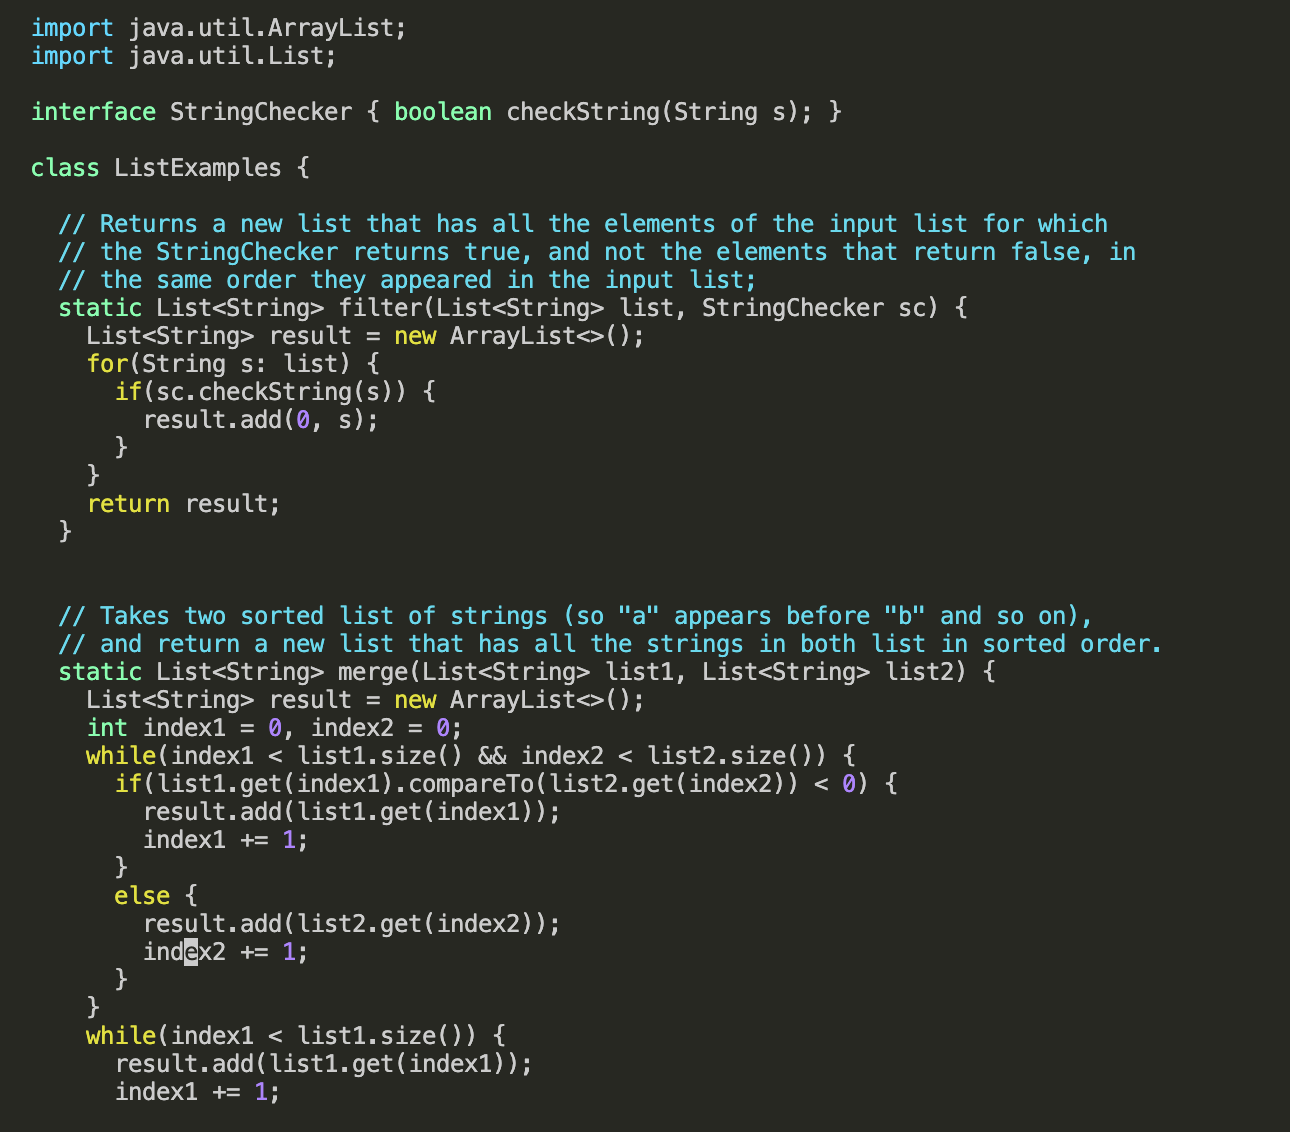 import java.util.ArrayList;
import java.util.List;

interface StringChecker { boolean checkString(String s); }

class ListExamples {

  // Returns a new list that has all the elements of the input list for which
  // the StringChecker returns true, and not the elements that return false, in
  // the same order they appeared in the input list;
  static List<String> filter(List<String> list, StringChecker sc) {
    List<String> result = new ArrayList<>();
    for(String s: list) {
      if(sc.checkString(s)) {
        result.add(0, s);
      }
    }
    return result;
  }


  // Takes two sorted list of strings (so "a" appears before "b" and so on),
  // and return a new list that has all the strings in both list in sorted order.
  static List<String> merge(List<String> list1, List<String> list2) {
    List<String> result = new ArrayList<>();
    int index1 = 0, index2 = 0;
    while(index1 < list1.size() && index2 < list2.size()) {
      if(list1.get(index1).compareTo(list2.get(index2)) < 0) {
        result.add(list1.get(index1));
        index1 += 1;
      }
      else {
        result.add(list2.get(index2));
        index2 += 1;
      }
    }
    while(index1 < list1.size()) {
      result.add(list1.get(index1));
      index1 += 1;